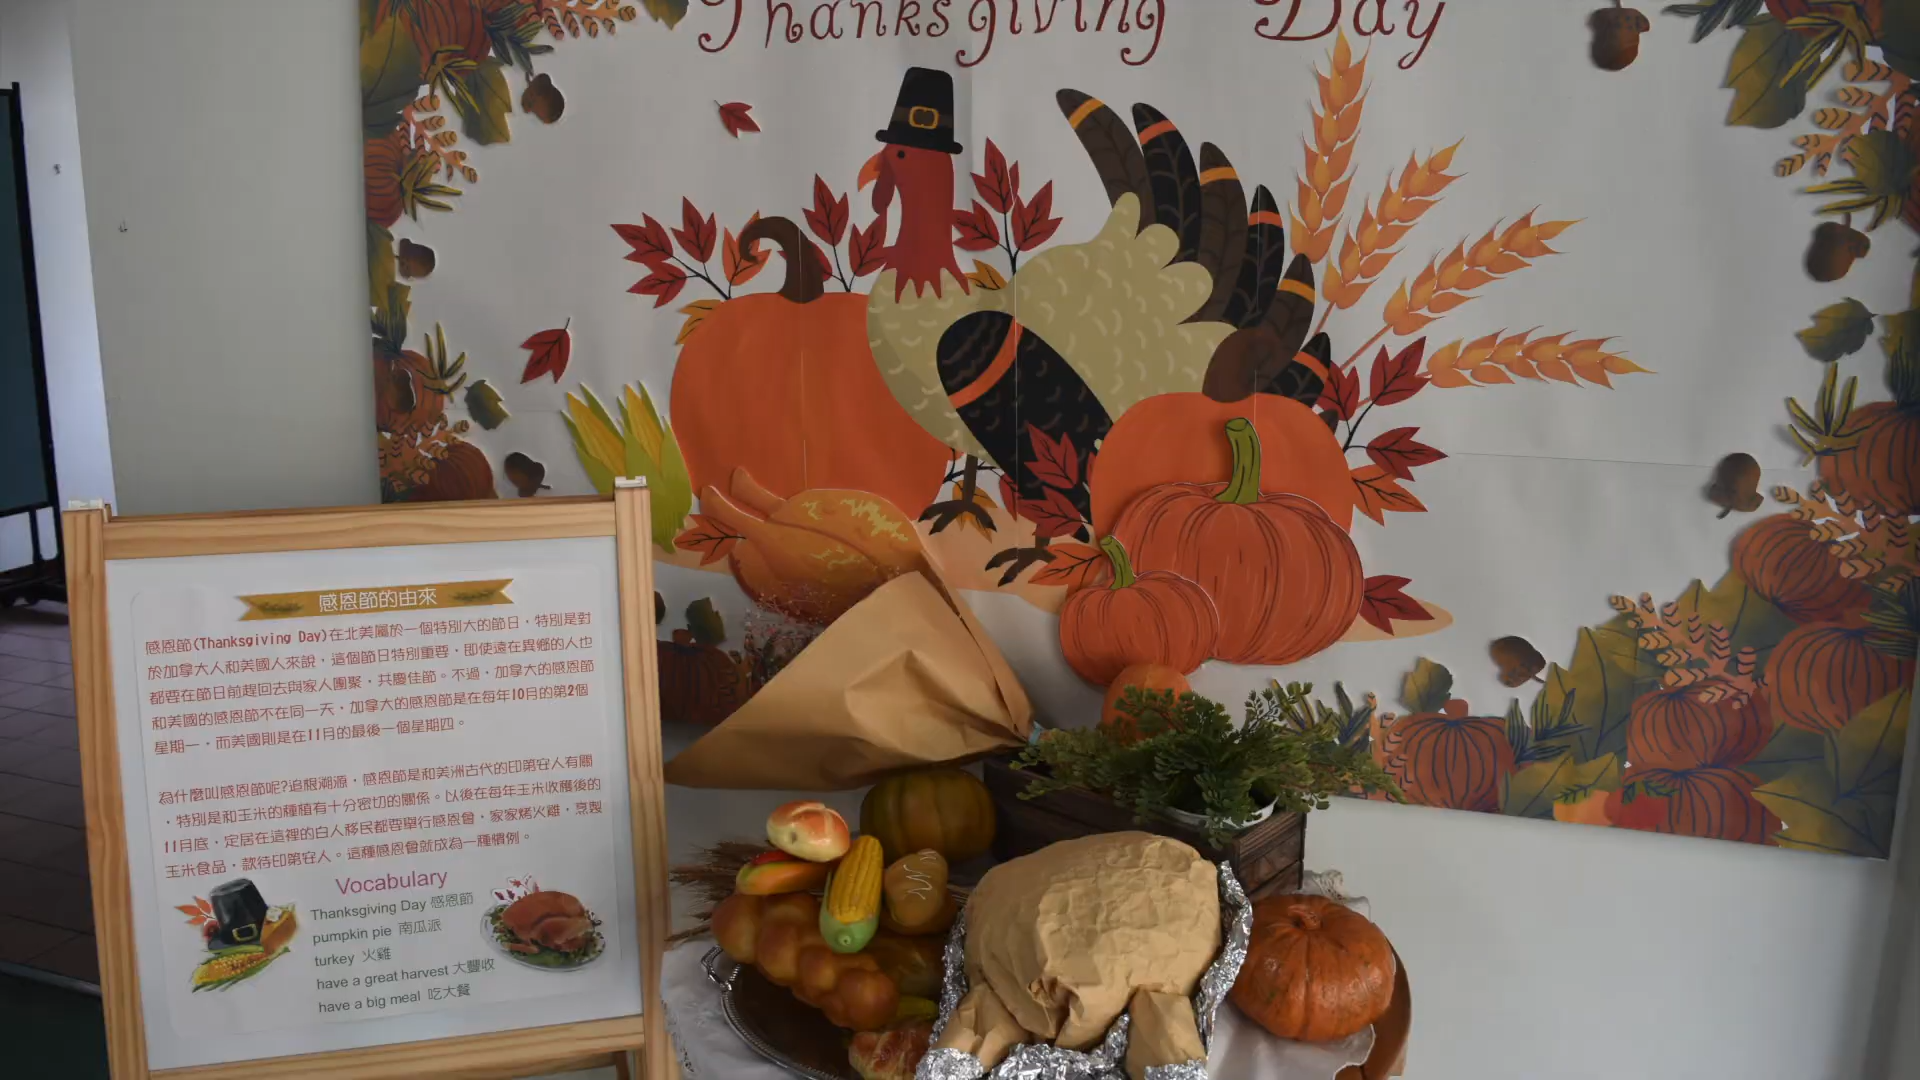 Thanksgiving Day
感恩節的由來
感恩節(Thanksgiving Day)在北美屬於一個特別大的節日，特別是對
於加拿大人和美國人來說，這個節日特別重要，即使遠在異鄉的人也
都要在節日前趕回去與家人團聚，共慶佳節。不過，加拿大的感恩節
和美國的感恩節不在同一天，加拿大的感恩節是在每年10月的第2個
星期一，而美國則是在11月的最後一個星期四。
為什麼叫感恩節呢?追根溯源，感恩節是和美洲古代的印第安人有關
，特別是和玉米的種植有十分密切的關係。以後在每年玉米收穫後的
11月底，定居在這裡的白人移民都要舉行感恩會，家家烤火雞，烹製
玉米食品，款待印第安人。這種感恩會就成為一種慣例。
Vocabulary
Thanksgiving Day 感恩節
pumpkin pie 南瓜派
turkey 火雞
have a great harvest 大豐收
have a big meal 吃大餐